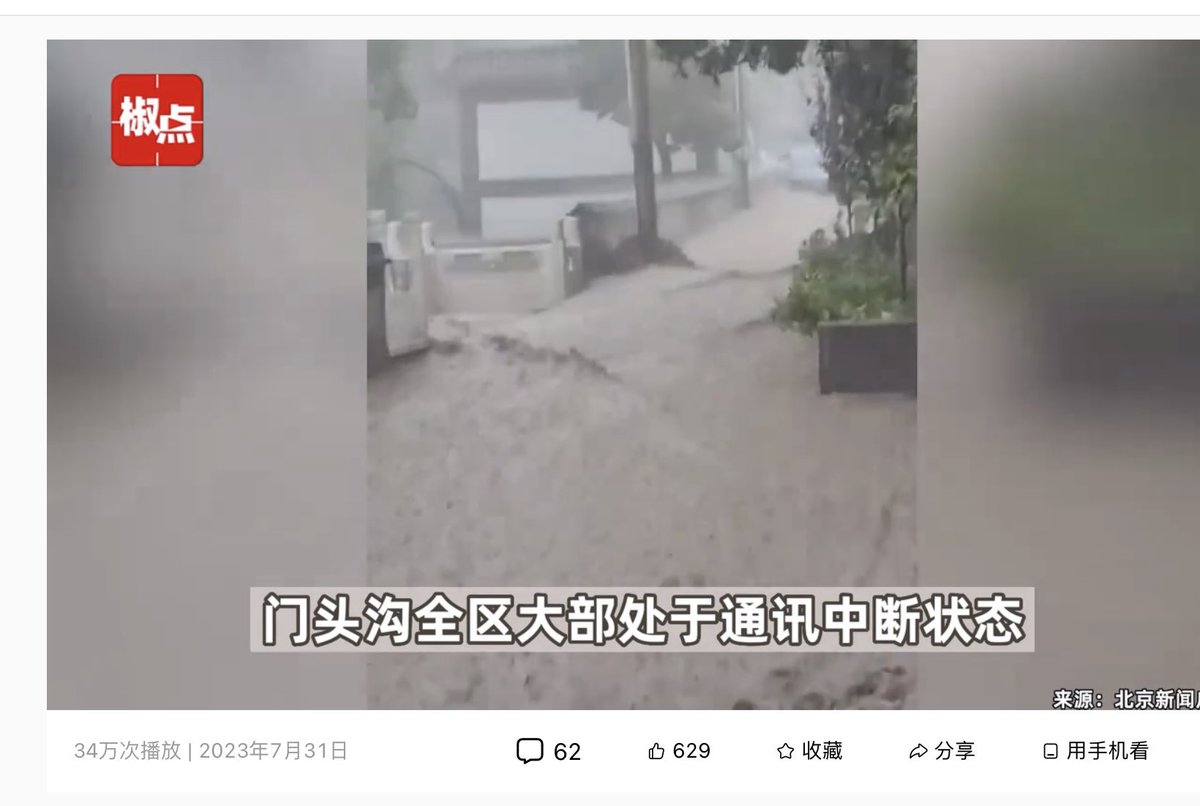 椒点
门头沟全区大部处于通讯中断状态
来源：北京新闻
34万次播放 | 2023年7月31日
62
629
收藏
分享
用手机看